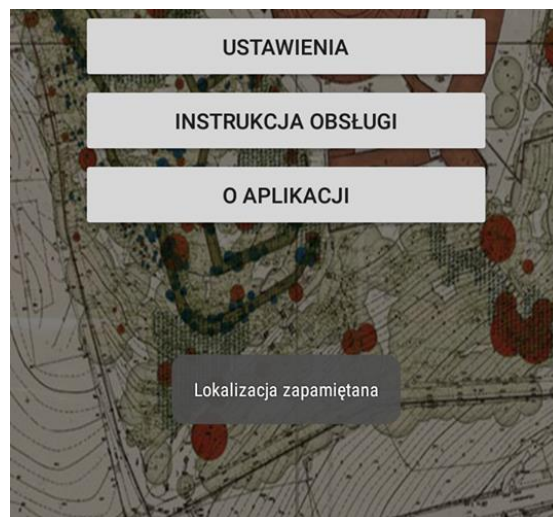 USTAWIENIA
INSTRUKCJA OBSŁUGI
O APLIKACJI
Lokalizacja zapamiętana